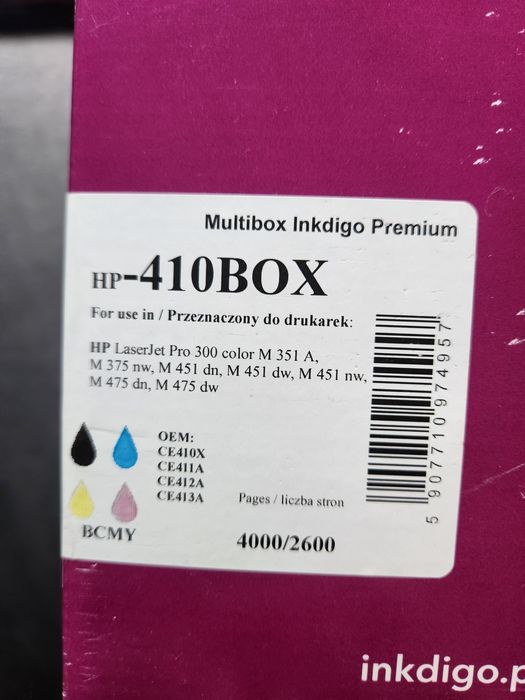 Multibox Inkdigo Premium
HP-410BOX
For use in / Przeznaczony do drukarek:
HP LaserJet Pro 300 color M 351 A,
M 375 nw, M 451 dn, M 451 dw, M 451 nw,
M 475 dn, M 475 dw
OEM:
CE410X
CE411A
CE412A
CE413A
BCMY
Pages / liczba stron
4000/2600
5 907710 974957
inkdigo.p